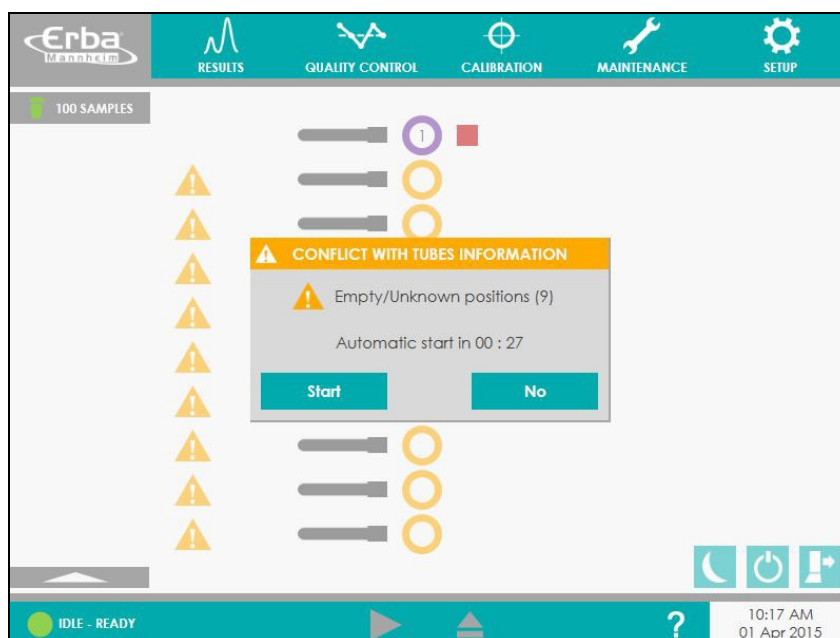 Erba
Mannheim
RESULTS
QUALITY CONTROL
CALIBRATION
MAINTENANCE
SETUP
100 SAMPLES
1
CONFLICT WITH TUBES INFORMATION
Empty/Unknown positions (9)
Automatic start in 00 : 27
Start
No
IDLE - READY
?
10:17 AM
01 Apr 2015